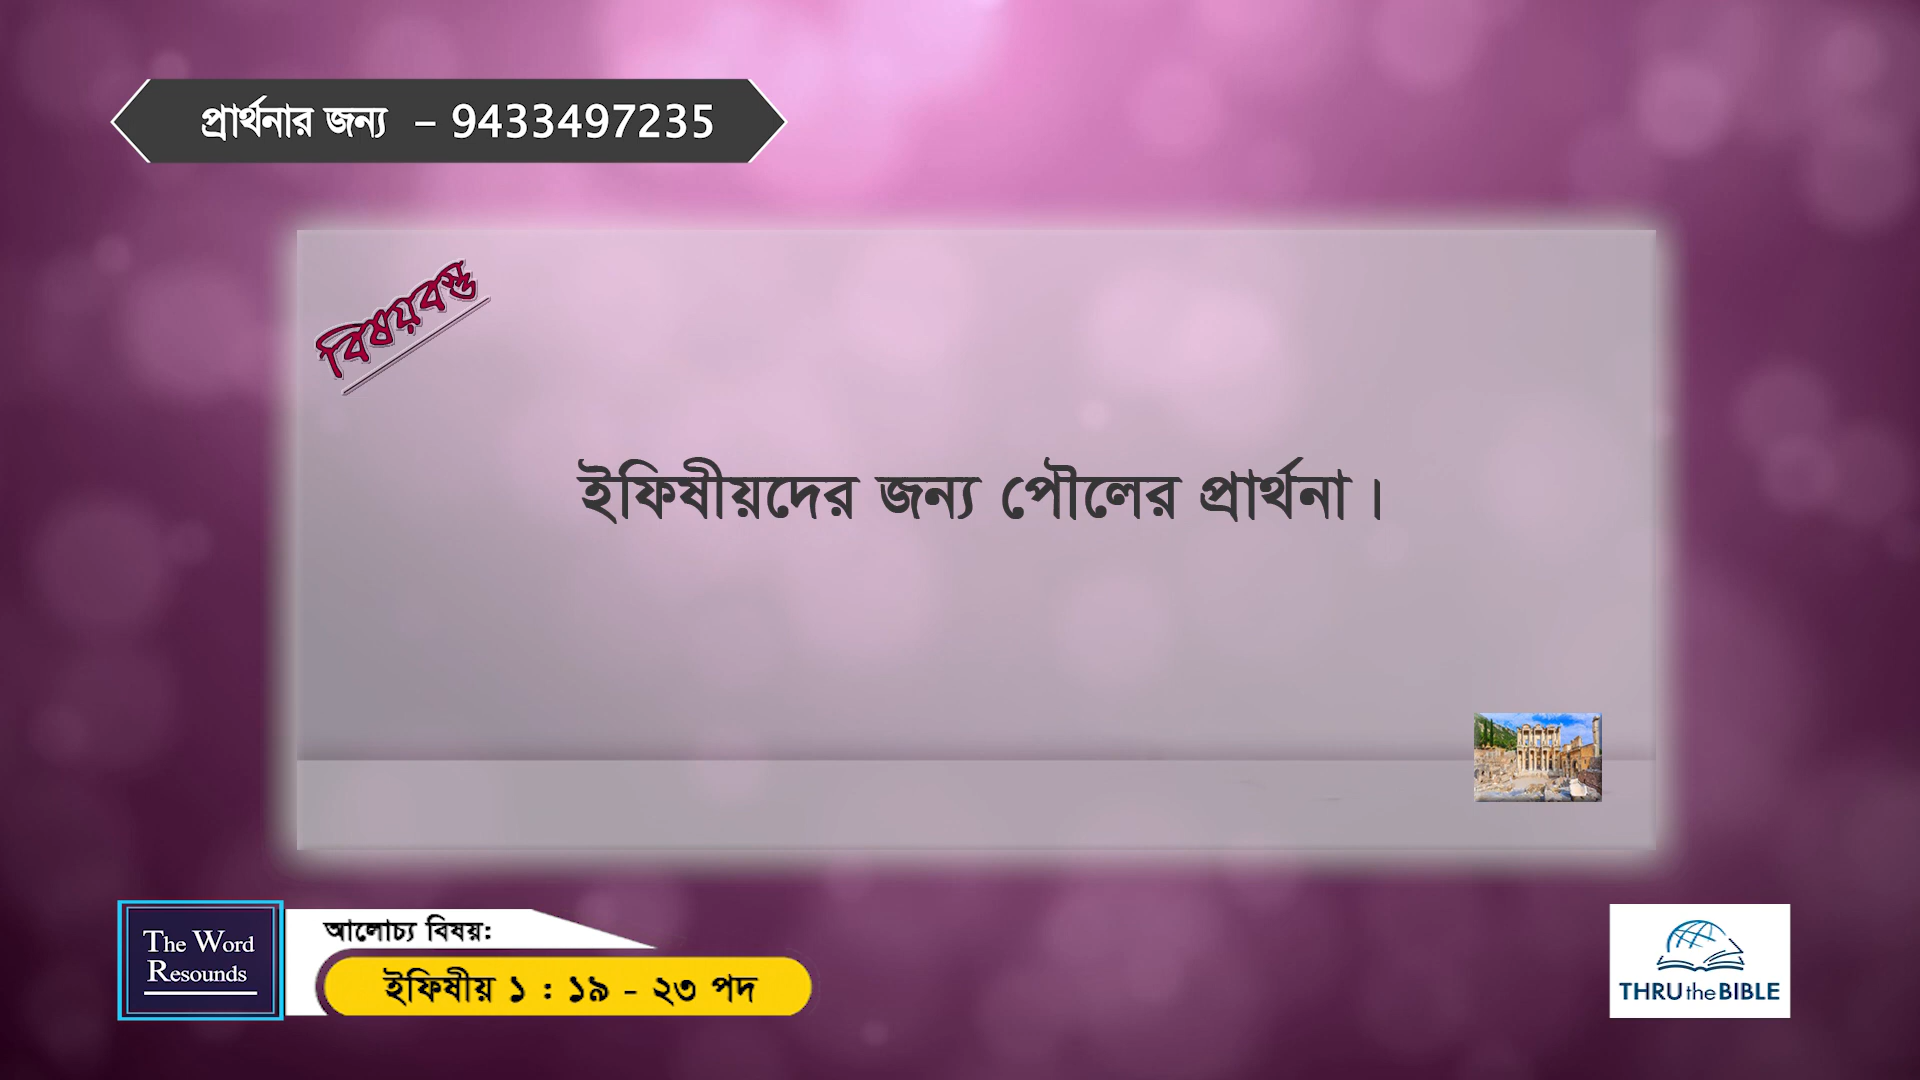 প্রার্থনার জন্য – 9433497235
বিষয়বস্তু
ইফিষীয়দের জন্য পৌলের প্রার্থনা।
The Word
Resounds
আলোচ্য বিষয়:
ইফিষীয় ১ : ১৯ - ২৩ পদ
THRU the BIBLE